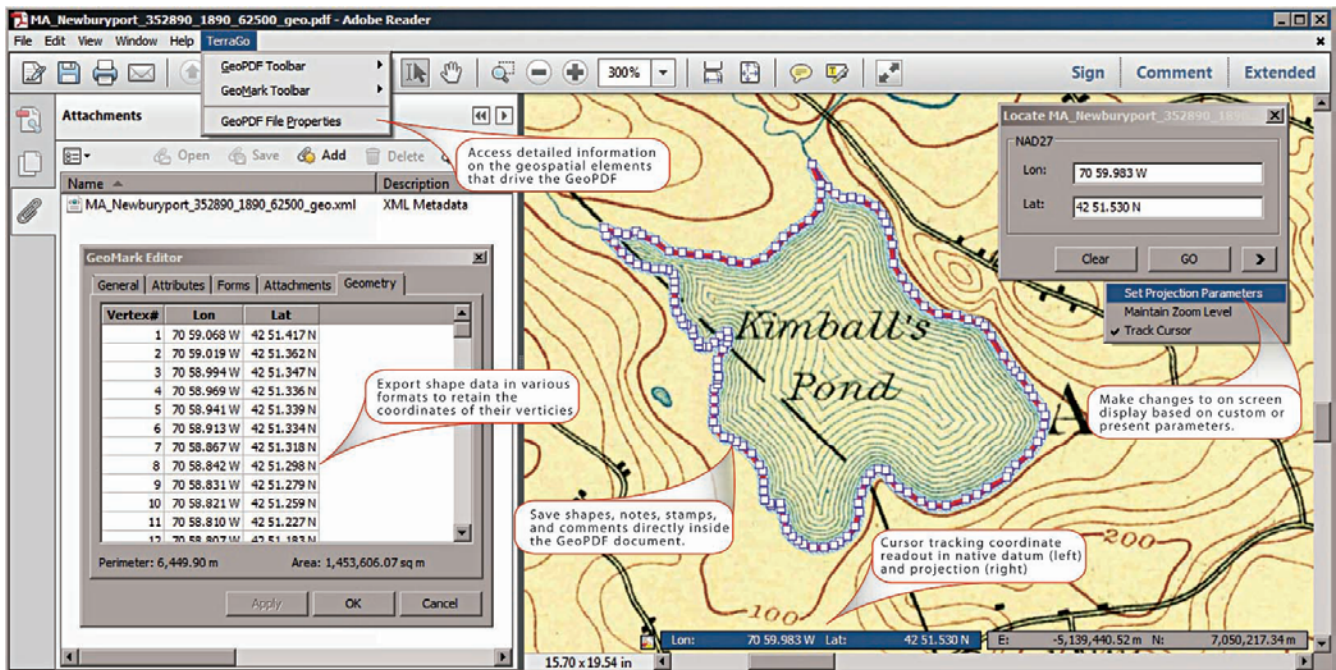 MA_Newburyport_352890_1890_62500_geo.pdf - Adobe Reader
File Edit View Window Help TerraGo
GeoPDF Toolbar
GeoMark Toolbar
GeoPDF File Properties
300%
Sign Comment Extended
Attachments
Open Save Add Delete
Name Description
MA_Newburyport_352890_1890_62500_geo.xml XML Metadata
Access detailed information
on the geospatial elements
that drive the GeoPDF
GeoMark Editor
General Attributes Forms Attachments Geometry
Vertex# Lon Lat
1 70 59.068 W 42 51.417 N
2 70 59.019 W 42 51.362 N
3 70 58.994 W 42 51.347 N
4 70 58.969 W 42 51.336 N
5 70 58.941 W 42 51.339 N
6 70 58.913 W 42 51.334 N
7 70 58.867 W 42 51.318 N
8 70 58.842 W 42 51.298 N
9 70 58.831 W 42 51.279 N
10 70 58.821 W 42 51.259 N
11 70 58.810 W 42 51.227 N
12 70 58.807 W 42 51.183 N
Perimeter: 6,449.90 m Area: 1,453,606.07 sq m
Apply OK Cancel
Export shape data in various
formats to retain the
coordinates of their verticies
Locate MA_Newburyport_352890_1890_62500_
NAD27
Lon: 70 59.983 W
Lat: 42 51.530 N
Clear GO >
Set Projection Parameters
Maintain Zoom Level
Track Cursor
Make changes to on screen
display based on custom or
present parameters.
Kimball's
Pond
A
Save shapes, notes, stamps,
and comments directly inside
the GeoPDF document.
Cursor tracking coordinate
readout in native datum (left)
and projection (right)
200
100
Lon: 70 59.983 W Lat: 42 51.530 N E: -5,139,440.52 m N: 7,050,217.34 m
15.70 x 19.54 in